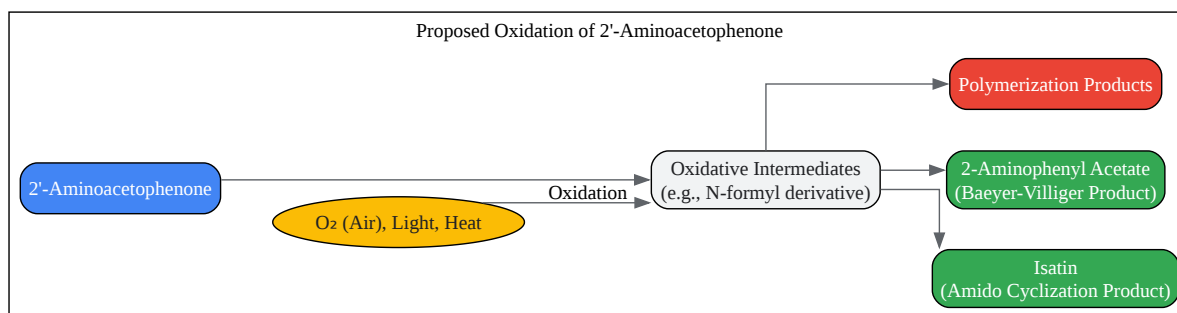 Proposed Oxidation of 2'-Aminoacetophenone
Polymerization Products
2'-Aminoacetophenone
Oxidation
O₂ (Air), Light, Heat
Oxidative Intermediates
(e.g., N-formyl derivative)
2-Aminophenyl Acetate
(Baeyer-Villiger Product)
Isatin
(Amido Cyclization Product)